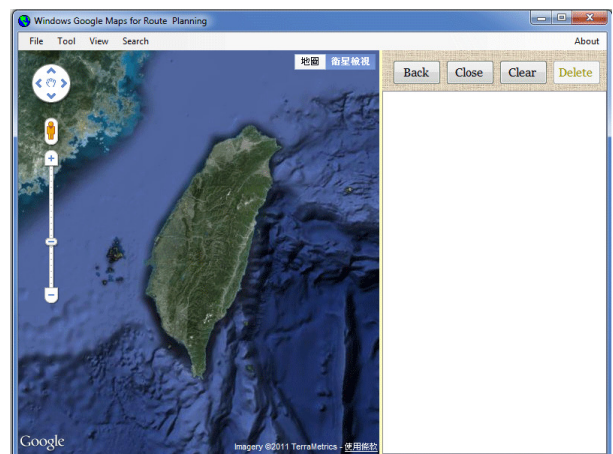 Windows Google Maps for Route Planning
File Tool View Search About
地圖 衛星檢視
Back Close Clear Delete
Google
Imagery ©2011 TerraMetrics - 使用條款